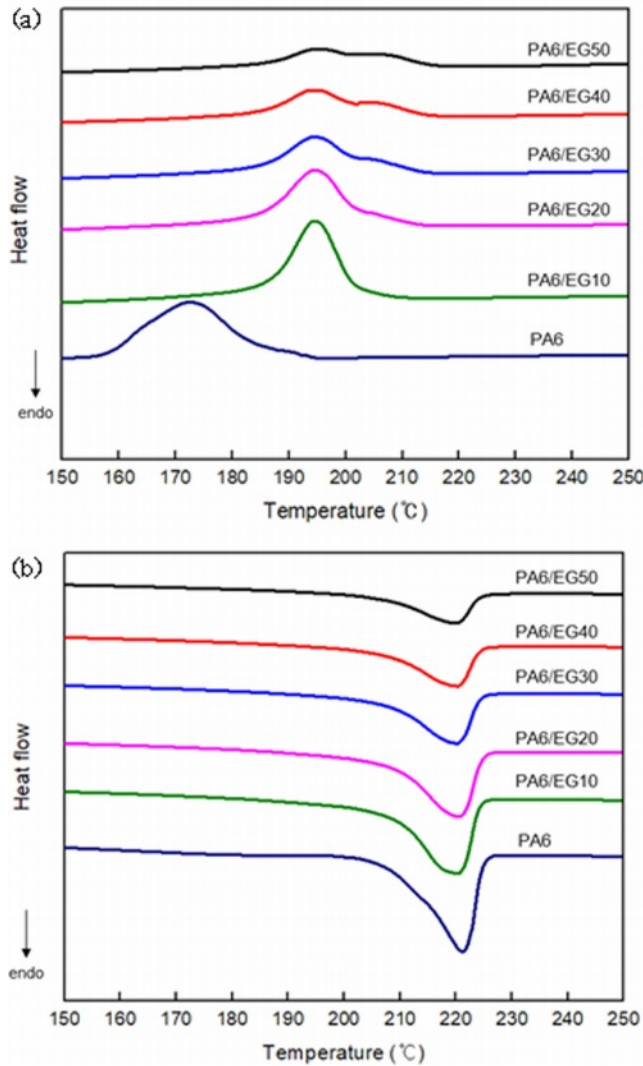 (a)
PA6/EG50
PA6/EG40
PA6/EG30
PA6/EG20
PA6/EG10
PA6
Heat flow
endo
150 160 170 180 190 200 210 220 230 240 250
Temperature (℃)
(b)
PA6/EG50
PA6/EG40
PA6/EG30
PA6/EG20
PA6/EG10
PA6
Heat flow
endo
150 160 170 180 190 200 210 220 230 240 250
Temperature (℃)